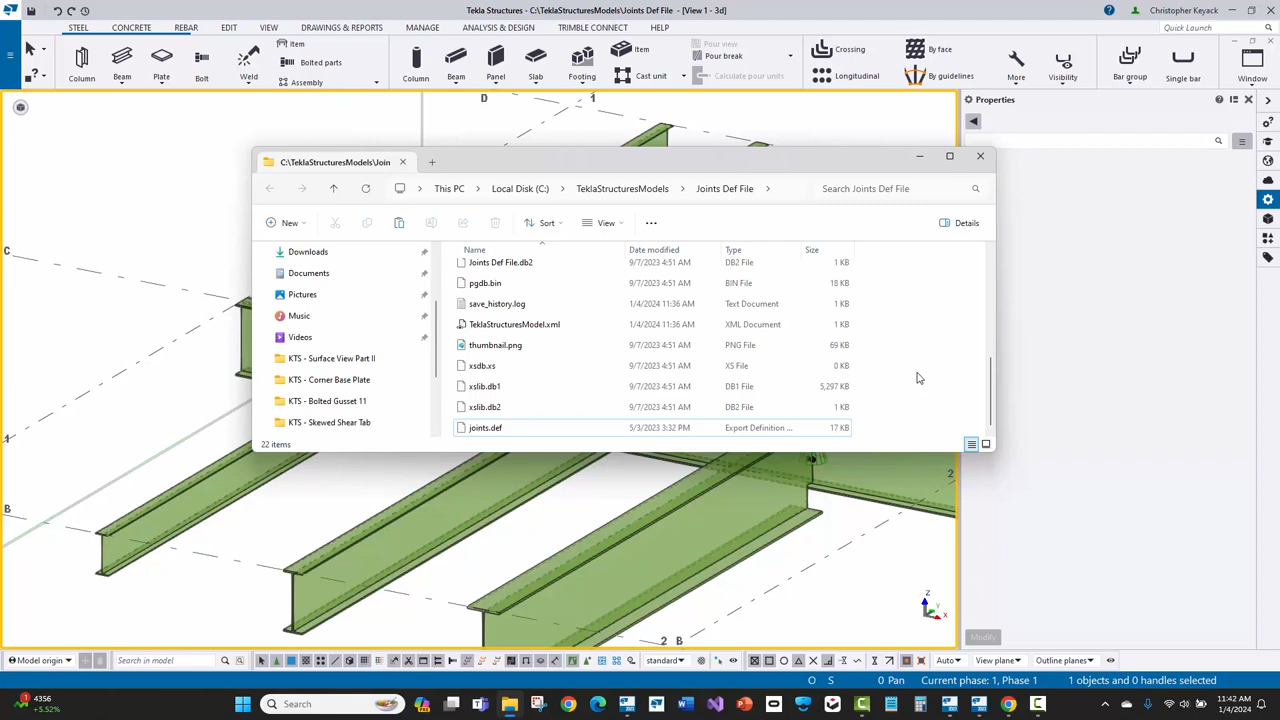 Tekla Structures - C:\TeklaStructuresModels\Joints Def File - [View 1 - 3d]
Christopher Keyack
STEEL CONCRETE REBAR EDIT VIEW DRAWINGS & REPORTS MANAGE ANALYSIS & DESIGN TRIMBLE CONNECT HELP
Quick Launch
Item
Bolted parts
Assembly
Column Beam Plate Bolt Weld
Column Beam Panel Slab Footing
Item
Cast unit
Pour view
Pour break
Calculate pour units
Crossing
Longitudinal
By face
By guidelines
More Visibility Bar group Single bar Window
Properties
D
1
C
1
B
2
2 B
Z
Y
X
C:\TeklaStructuresModels\Join
This PC Local Disk (C:) TeklaStructuresModels Joints Def File
Search Joints Def File
New Sort View Details
Name Date modified Type Size
Downloads
Documents
Pictures
Music
Videos
KTS - Surface View Part II
KTS - Corner Base Plate
KTS - Bolted Gusset 11
KTS - Skewed Shear Tab
Joints Def File.db2 9/7/2023 4:51 AM DB2 File 1 KB
pgdb.bin 9/7/2023 4:51 AM BIN File 18 KB
save_history.log 1/4/2024 11:36 AM Text Document 1 KB
TeklaStructuresModel.xml 1/4/2024 11:36 AM XML Document 1 KB
thumbnail.png 9/7/2023 4:51 AM PNG File 69 KB
xsdb.xs 9/7/2023 4:51 AM XS File 0 KB
xslib.db1 9/7/2023 4:51 AM DB1 File 5,297 KB
xslib.db2 9/7/2023 4:51 AM DB2 File 1 KB
joints.def 5/3/2023 3:32 PM Export Definition ... 17 KB
22 items
Modify
Model origin
Search in model
standard
Auto
View plane
Outline planes
O S 0 Pan Current phase: 1, Phase 1 1 objects and 0 handles selected
4356
+5.52%
Search
11:42 AM
1/4/2024